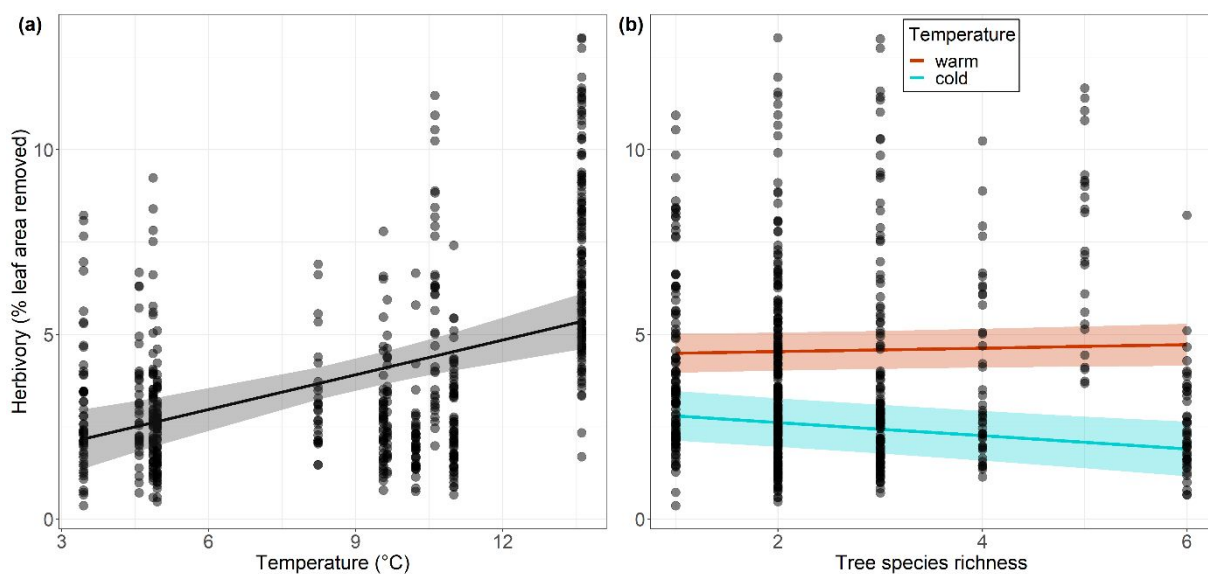 (a)
(b)
Herbivory (% leaf area removed)
10
5
0
3
6
9
12
Temperature (°C)
Temperature
warm
cold
10
5
0
2
4
6
Tree species richness